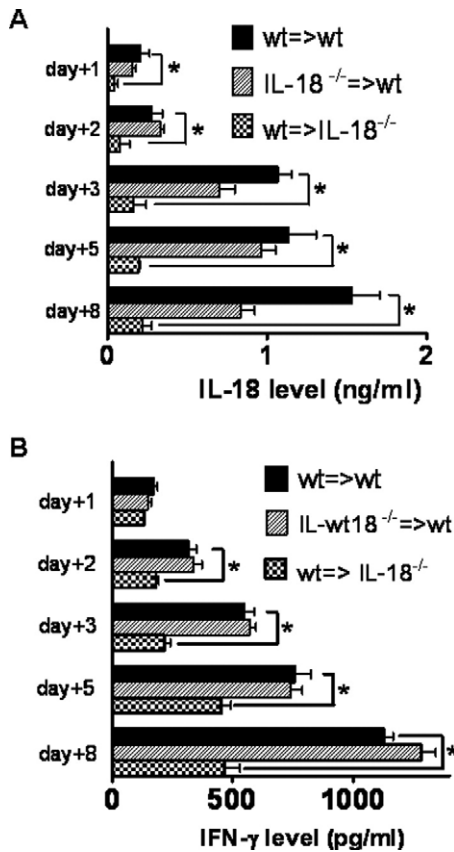 A
wt=>wt
day+1
IL-18 -/-=>wt
*
wt=>IL-18-/-
day+2
*
day+3
*
day+5
*
day+8
*
0 1 2
IL-18 level (ng/ml)
B
wt=>wt
day+1
IL-wt18-/-=>wt
day+2
*
wt=> IL-18-/-
day+3
*
day+5
*
day+8
*
0 500 1000
IFN-γ level (pg/ml)